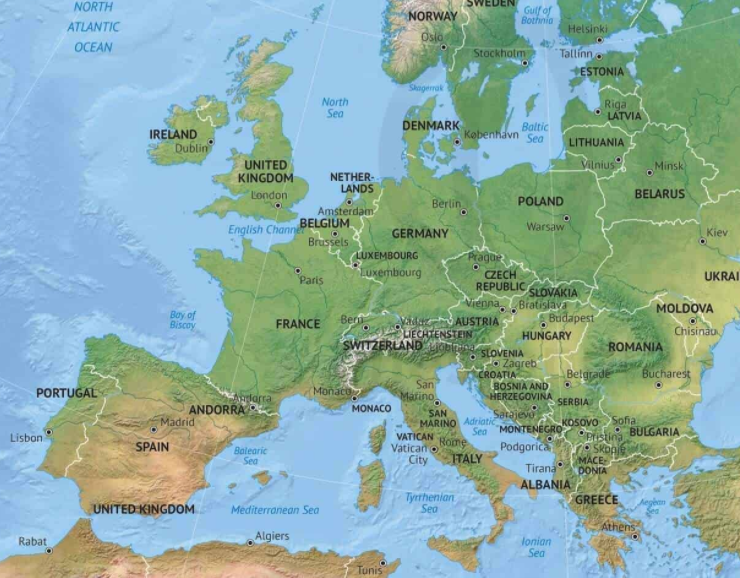 NORTH
ATLANTIC
OCEAN
NORWAY
SWEDEN
Gulf of
Bothnia
Oslo
Helsinki
Stockholm
Tallinn
ESTONIA
Skagerrak
North
Sea
Riga
LATVIA
IRELAND
Dublin
DENMARK
København
Baltic
Sea
LITHUANIA
Vilnius
Minsk
UNITED
KINGDOM
London
NETHER-
LANDS
Amsterdam
Berlin
POLAND
Warsaw
BELARUS
English Channel
BELGIUM
Brussels
GERMANY
Kiev
LUXEMBOURG
Luxembourg
Prague
CZECH
REPUBLIC
UKRAI
Paris
SLOVAKIA
Vienna
Bratislava
MOLDOVA
Chisinau
Bay of
Biscay
FRANCE
Bern
Vaduz
LIECHTENSTEIN
SWITZERLAND
AUSTRIA
Budapest
HUNGARY
Ljubljana
SLOVENIA
Zagreb
CROATIA
ROMANIA
Bucharest
Belgrade
PORTUGAL
Lisbon
Andorra
ANDORRA
Monaco
MONACO
San
Marino
SAN
MARINO
BOSNIA AND
HERZEGOVINA
Sarajevo
SERBIA
Madrid
SPAIN
Adriatic
Sea
MONTENEGRO
Podgorica
KOSOVO
Pristina
Sofia
BULGARIA
Balearic
Sea
VATICAN
Vatican
City
Rome
ITALY
Skopje
MACE-
DONIA
Tirana
ALBANIA
GREECE
UNITED KINGDOM
Mediterranean Sea
Tyrrhenian
Sea
Aegean
Sea
Athens
Rabat
Algiers
Tunis
Ionian
Sea